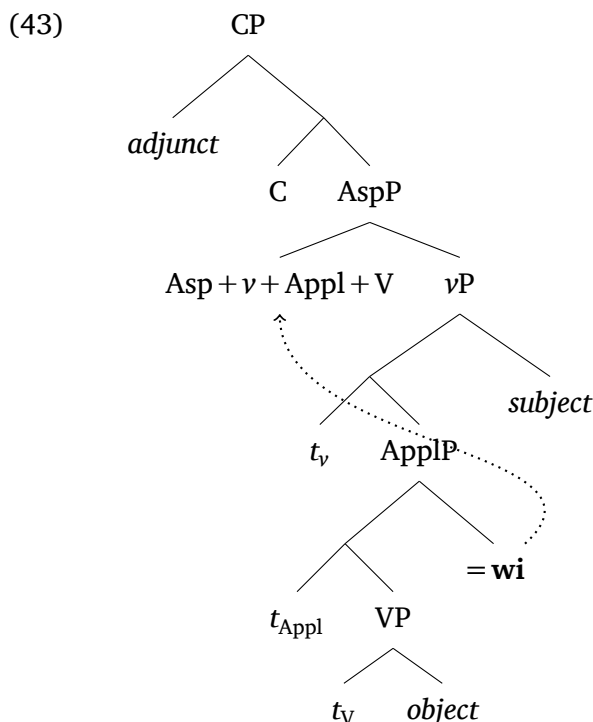 (43) CP
adjunct
C AspP
Asp + v + Appl + V vP
subject
t_v ApplP
=wi
t_Appl VP
t_V object